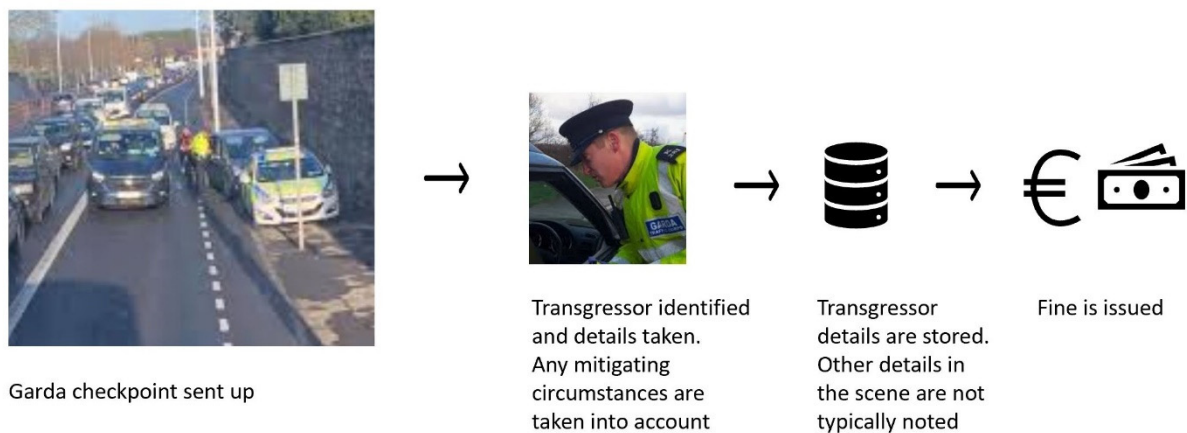 GARDA
Garda checkpoint sent up
Transgressor identified
and details taken.
Any mitigating
circumstances are
taken into account
Transgressor
details are stored.
Other details in
the scene are not
typically noted
Fine is issued